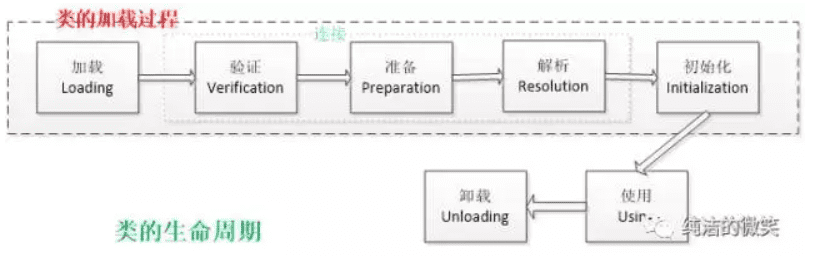 类的加载过程
连接
加载
Loading
验证
Verification
准备
Preparation
解析
Resolution
初始化
Initialization
卸载
Unloading
使用
类的生命周期
纯洁的微笑